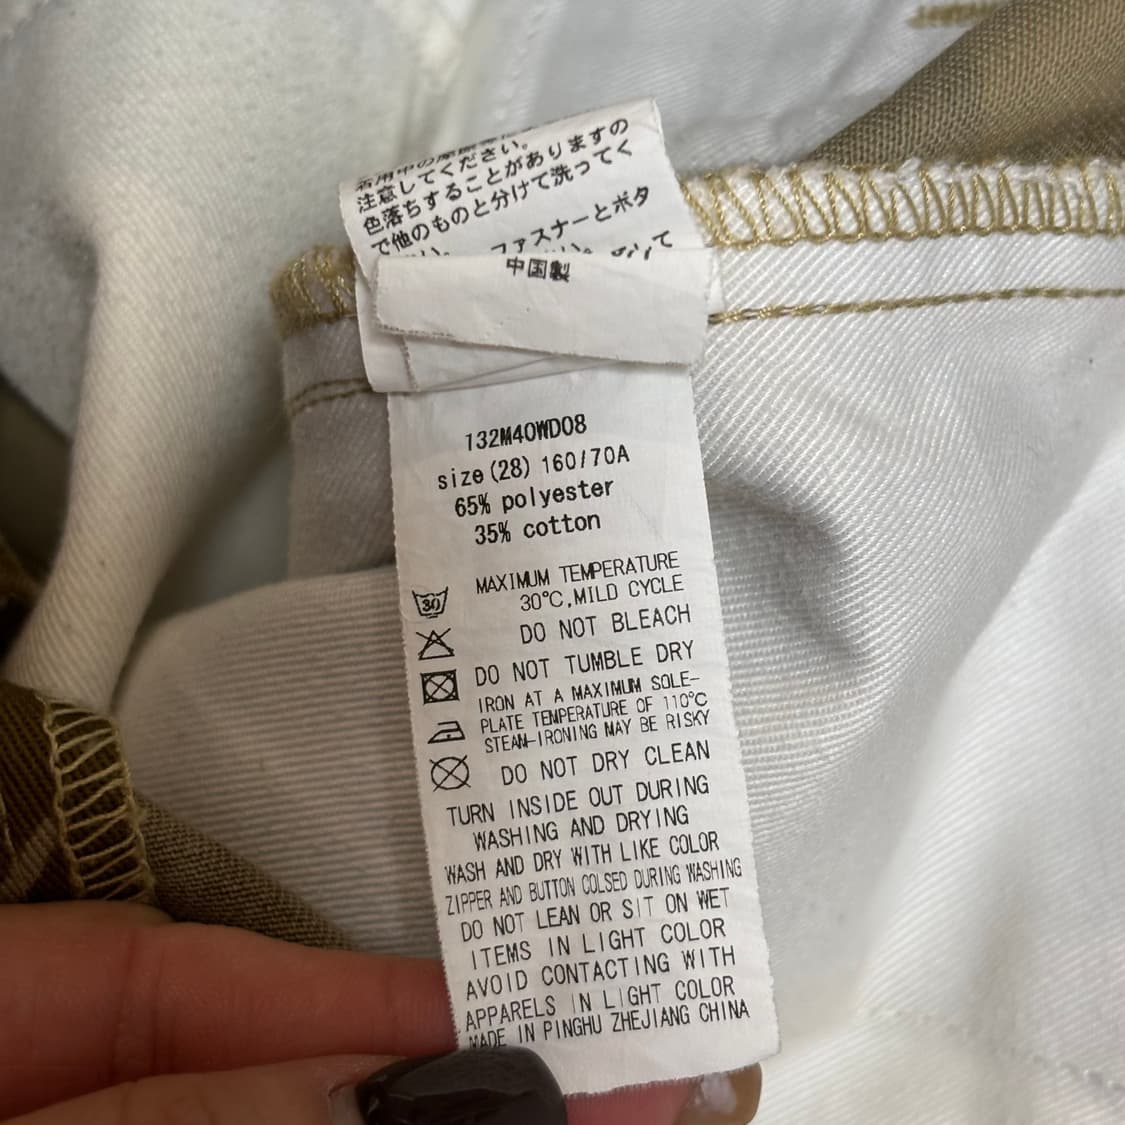 注意してください。
色落ちすることがありますの
で他のものと分けて洗ってく
ファスナーとボタ
中国製
132M40WD08
size(28) 160/70A
65% polyester
35% cotton
30
MAXIMUM TEMPERATURE
30°C,MILD CYCLE
DO NOT BLEACH
DO NOT TUMBLE DRY
IRON AT A MAXIMUM SOLE-
PLATE TEMPERATURE OF 110°C
STEAM-IRONING MAY BE RISKY
DO NOT DRY CLEAN
TURN INSIDE OUT DURING
WASHING AND DRYING
WASH AND DRY WITH LIKE COLOR
ZIPPER AND BUTTON COLSED DURING WASHING
DO NOT LEAN OR SIT ON WET
ITEMS IN LIGHT COLOR
AVOID CONTACTING WITH
APPARELS IN LIGHT COLOR
MADE IN PINGHU ZHEJIANG CHINA